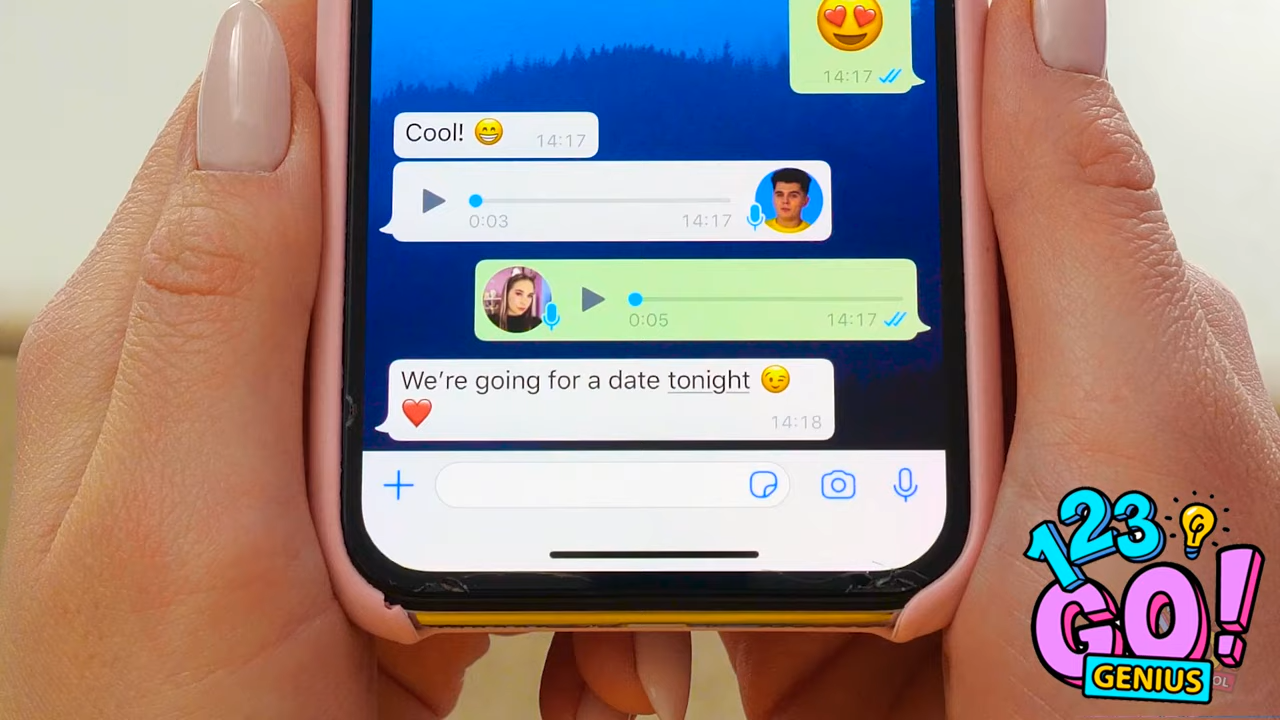 14:17
Cool! 😁 14:17
0:03 14:17
0:05 14:17
We're going for a date tonight 😉
❤️ 14:18
123
GO!
GENIUS
OL